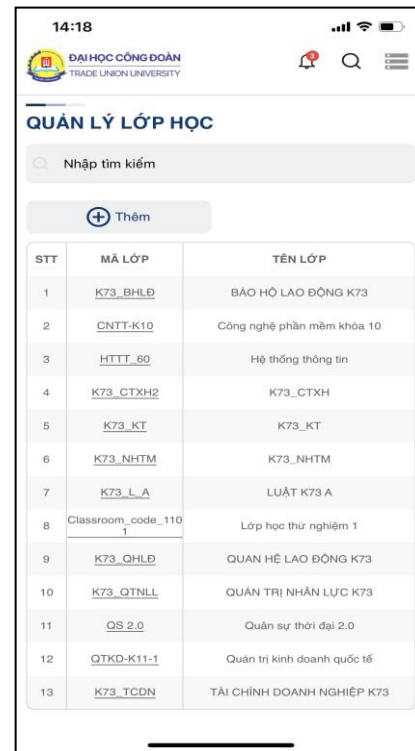 14:18
ĐẠI HỌC CÔNG ĐOÀN
TRADE UNION UNIVERSITY
3
QUẢN LÝ LỚP HỌC
Nhập tìm kiếm
Thêm
STT MÃ LỚP TÊN LỚP
1 K73_BHLĐ BẢO HỘ LAO ĐỘNG K73
2 CNTT-K10 Công nghệ phần mềm khóa 10
3 HTTT_60 Hệ thống thông tin
4 K73_CTXH2 K73_CTXH
5 K73_KT K73_KT
6 K73_NHTM K73_NHTM
7 K73_L_A LUẬT K73 A
8 Classroom_code_110
1 Lớp học thử nghiệm 1
9 K73_QHLĐ QUAN HỆ LAO ĐỘNG K73
10 K73_QTNLL QUẢN TRỊ NHÂN LỰC K73
11 QS 2.0 Quân sự thời đại 2.0
12 QTKD-K11-1 Quản trị kinh doanh quốc tế
13 K73_TCDN TÀI CHÍNH DOANH NGHIỆP K73